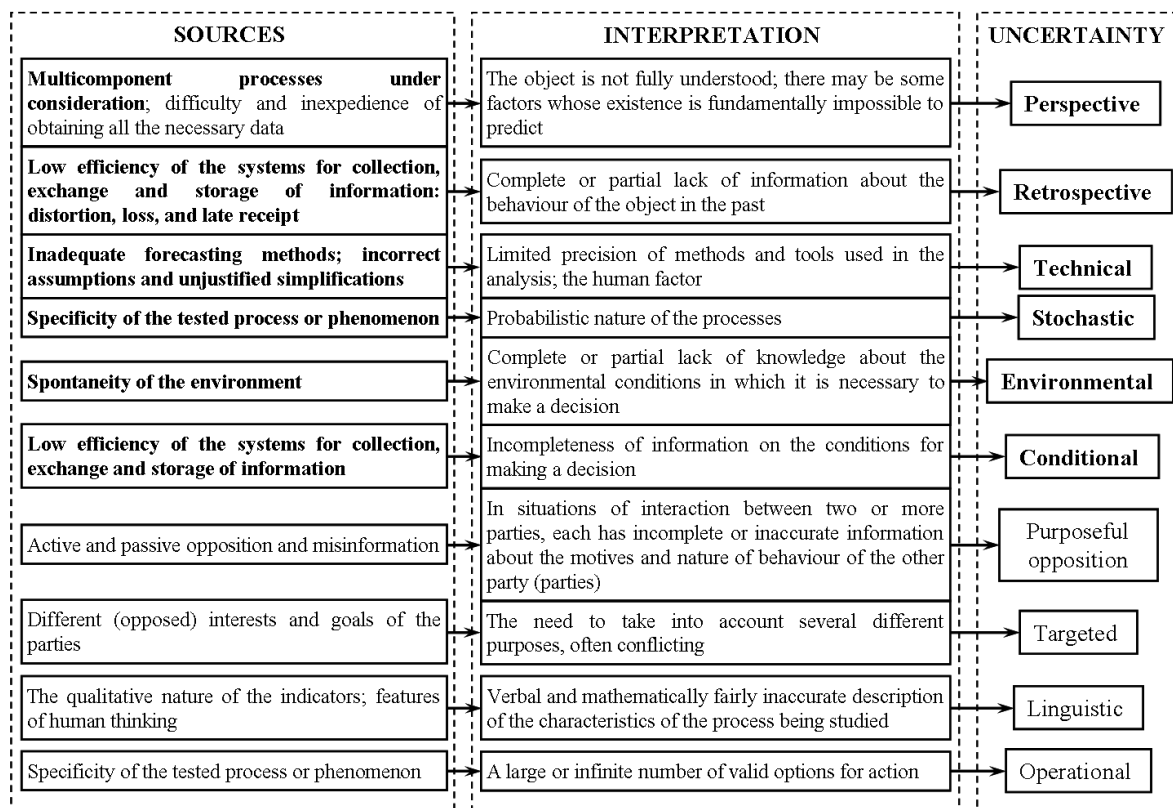 SOURCES
INTERPRETATION
UNCERTAINTY
Multicomponent processes under
consideration; difficulty and inexpedience of
obtaining all the necessary data
The object is not fully understood; there may be some
factors whose existence is fundamentally impossible to
predict
Perspective
Low efficiency of the systems for collection,
exchange and storage of information:
distortion, loss, and late receipt
Complete or partial lack of information about the
behaviour of the object in the past
Retrospective
Inadequate forecasting methods; incorrect
assumptions and unjustified simplifications
Limited precision of methods and tools used in the
analysis; the human factor
Technical
Specificity of the tested process or phenomenon
Probabilistic nature of the processes
Stochastic
Spontaneity of the environment
Complete or partial lack of knowledge about the
environmental conditions in which it is necessary to
make a decision
Environmental
Low efficiency of the systems for collection,
exchange and storage of information
Incompleteness of information on the conditions for
making a decision
Conditional
Active and passive opposition and misinformation
In situations of interaction between two or more
parties, each has incomplete or inaccurate information
about the motives and nature of behaviour of the other
party (parties)
Purposeful
opposition
Different (opposed) interests and goals of the
parties
The need to take into account several different
purposes, often conflicting
Targeted
The qualitative nature of the indicators; features
of human thinking
Verbal and mathematically fairly inaccurate description
of the characteristics of the process being studied
Linguistic
Specificity of the tested process or phenomenon
A large or infinite number of valid options for action
Operational